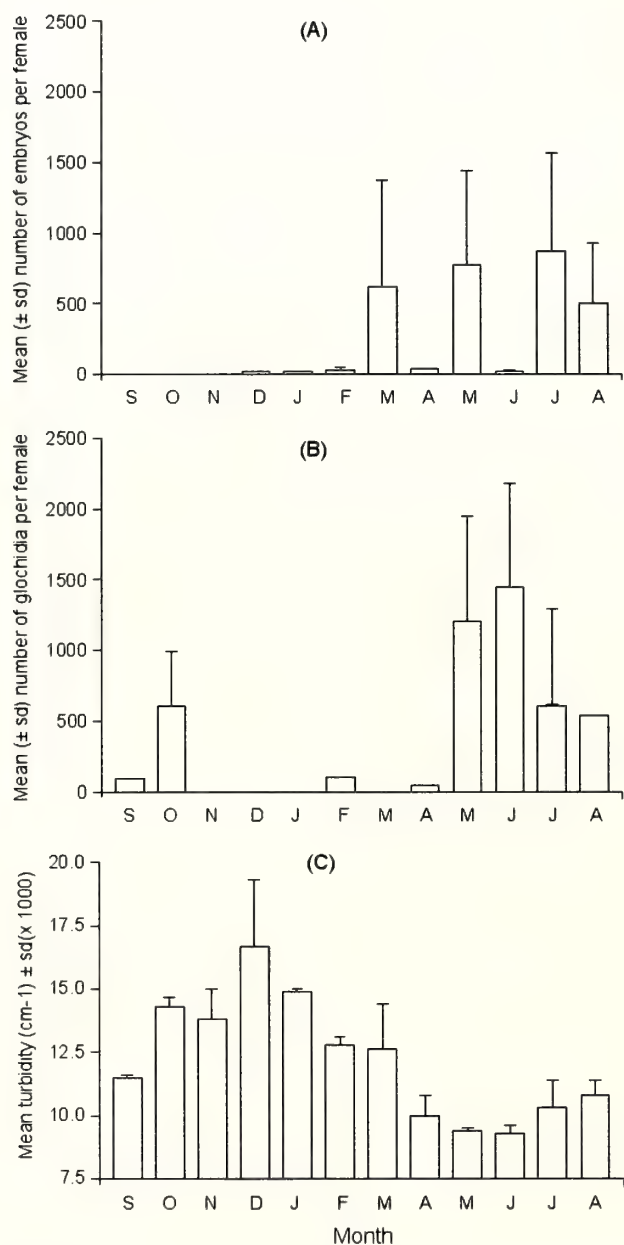 (A)
Mean (± sd) number of embryos per female
2500
2000
1500
1000
500
0
S O N D J F M A M J J A
(B)
Mean (± sd) number of glochidia per female
2500
2000
1500
1000
500
0
S O N D J F M A M J J A
(C)
Mean turbidity (cm-1) ± sd(x 1000)
20.0
17.5
15.0
12.5
10.0
7.5
S O N D J F M A M J J A
Month